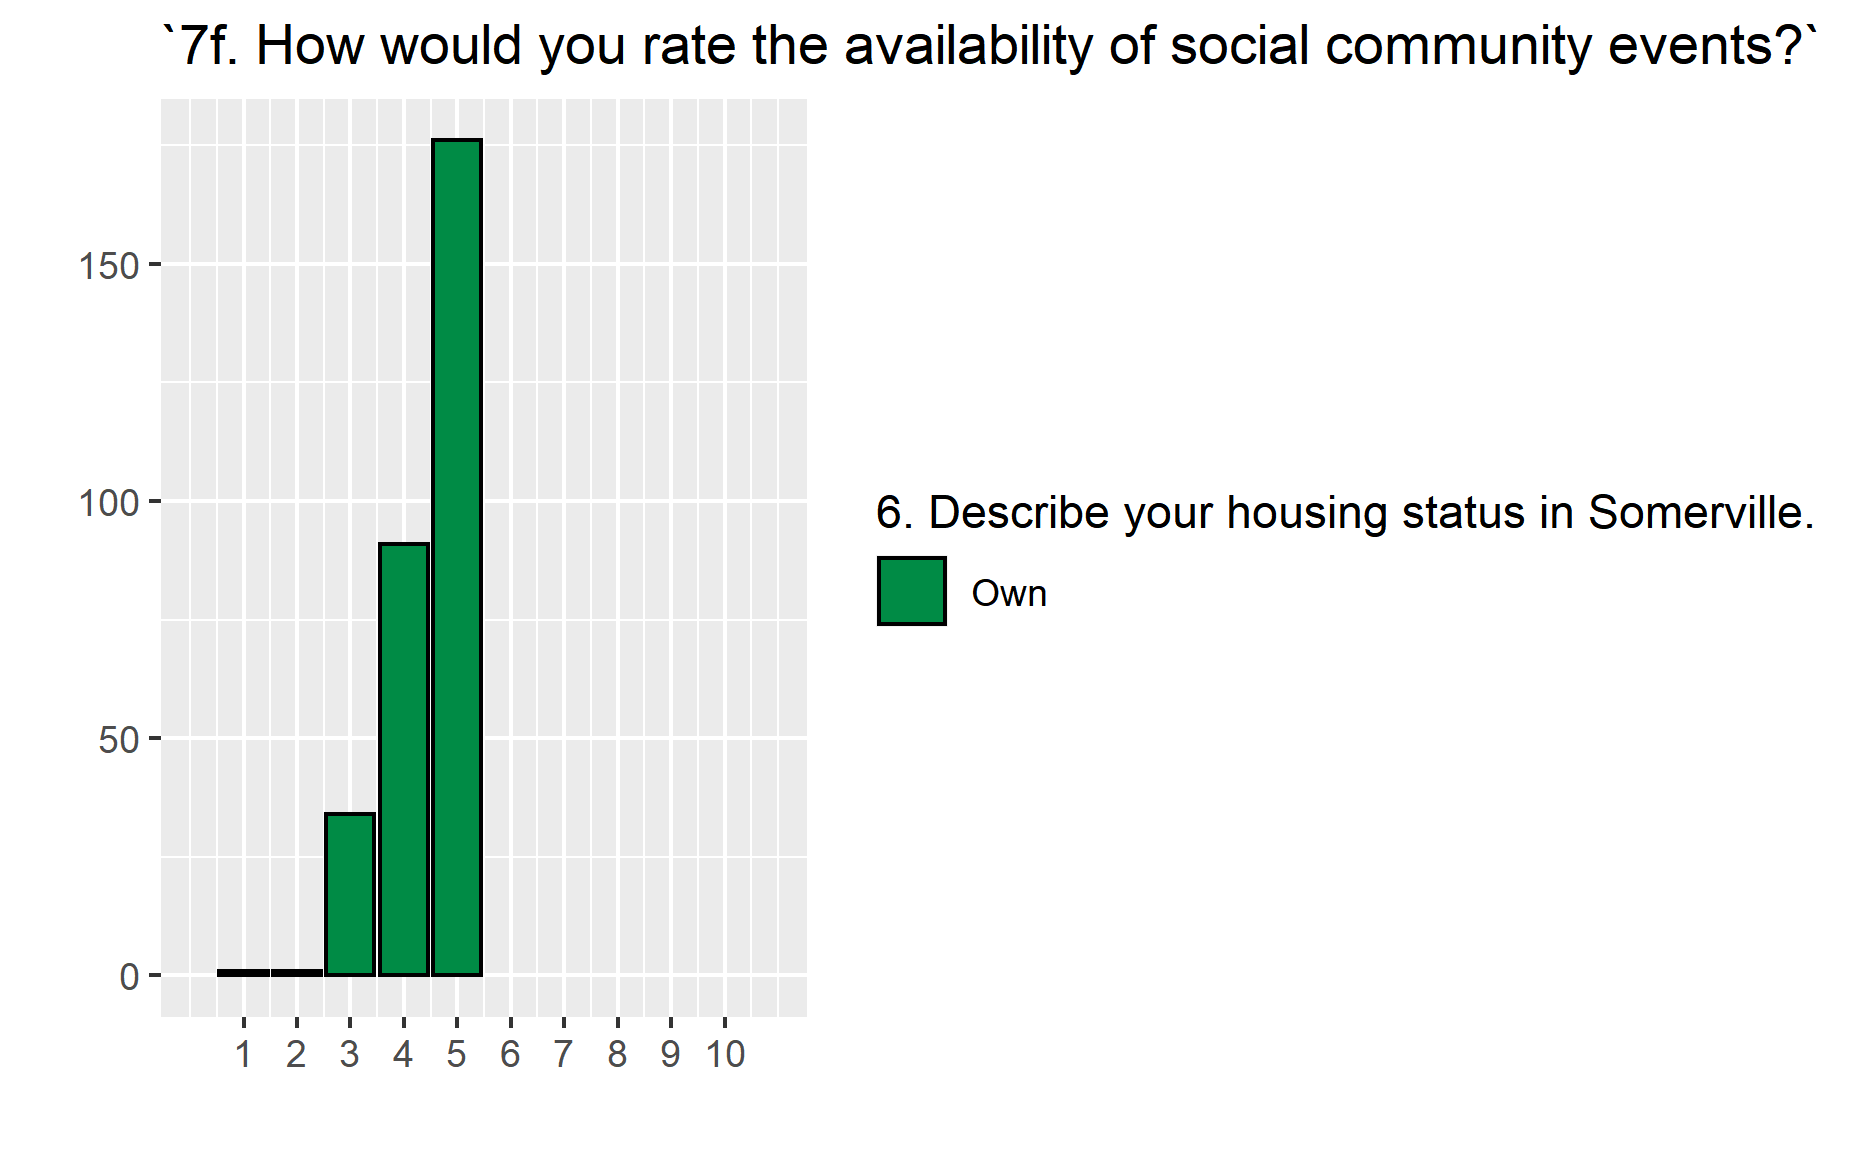 `7f. How would you rate the availability of social community events?`
150
100
50
0
1 2 3 4 5 6 7 8 9 10
6. Describe your housing status in Somerville.
Own